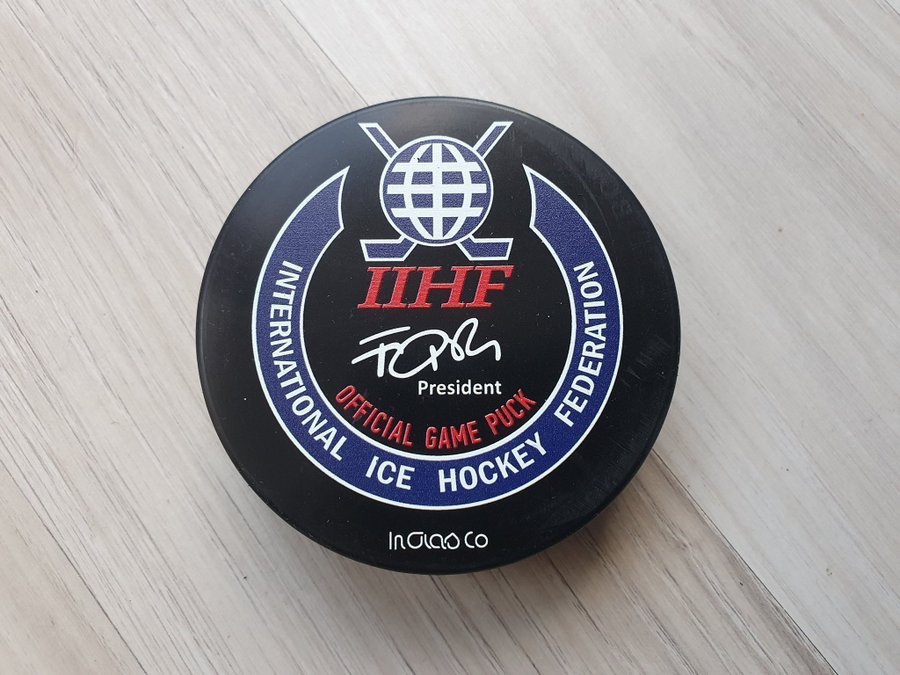 IIHF
President
OFFICIAL GAME PUCK
INTERNATIONAL ICE HOCKEY FEDERATION
InGlasCo